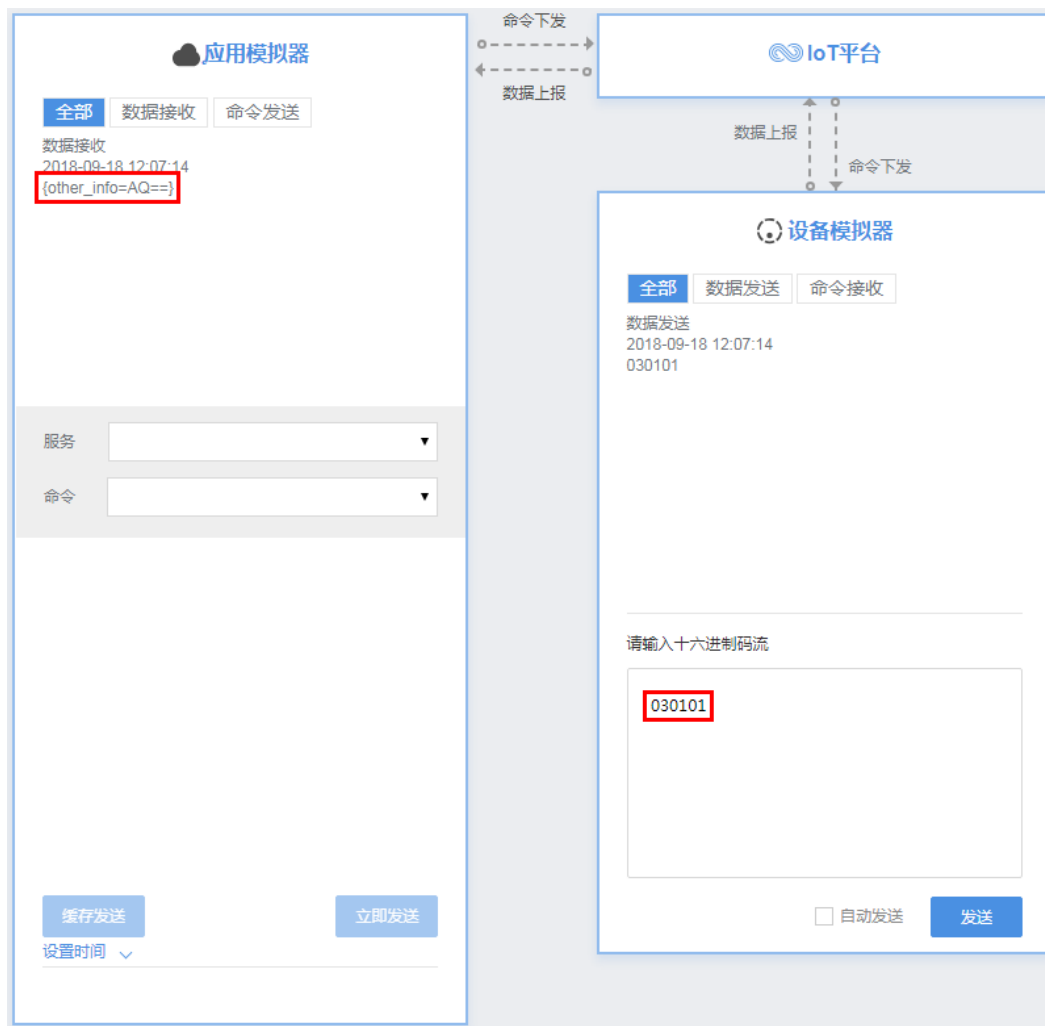 应用模拟器
全部 数据接收 命令发送
数据接收
2018-09-18 12:07:14
{other_info=AQ==}
服务
命令
缓存发送 立即发送
设置时间
命令下发
数据上报
IoT平台
数据上报
命令下发
设备模拟器
全部 数据发送 命令接收
数据发送
2018-09-18 12:07:14
030101
请输入十六进制码流
030101
自动发送 发送